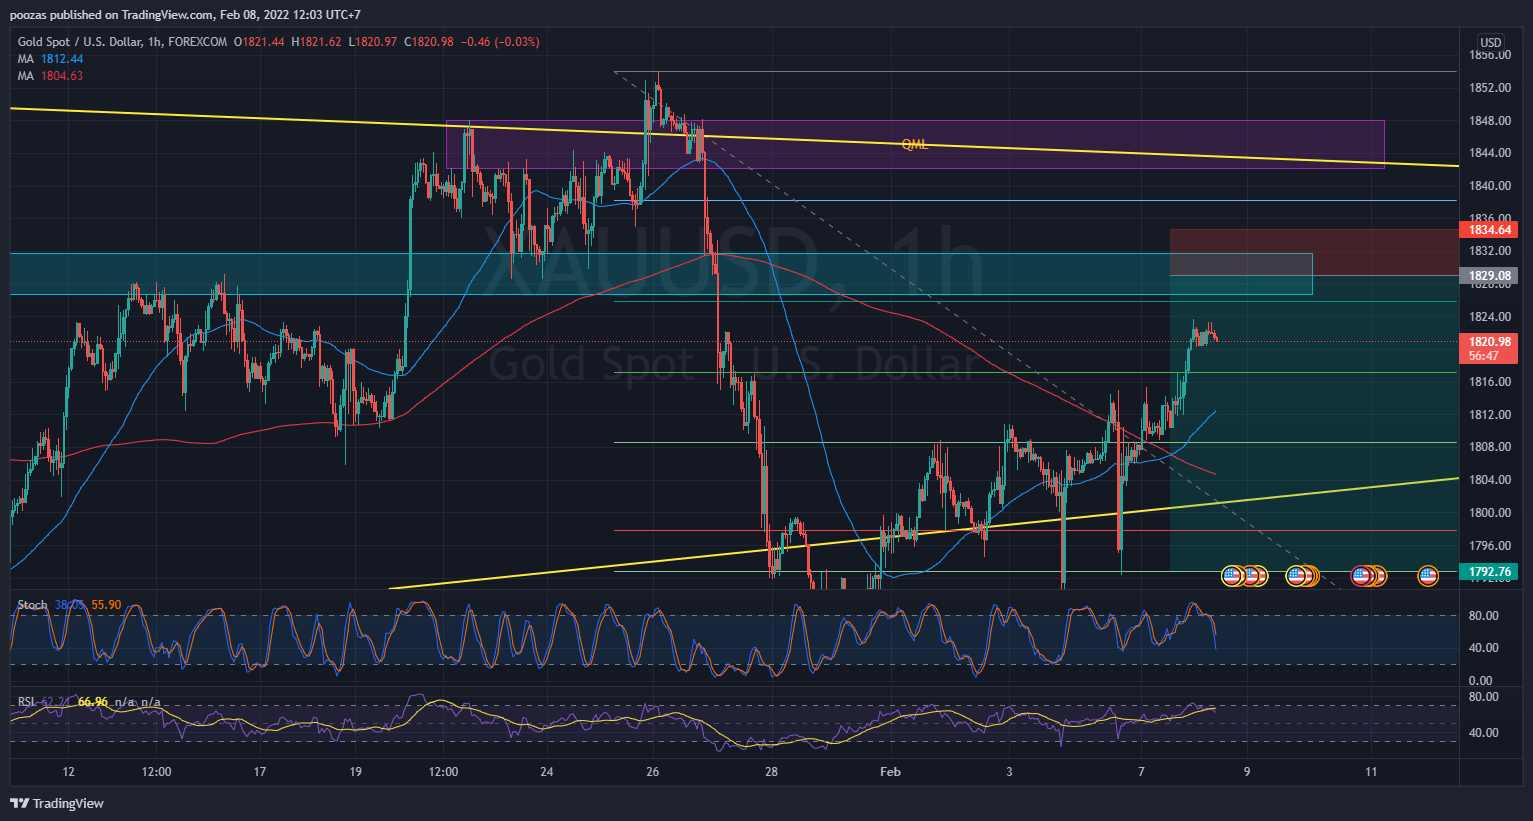 poozas published on TradingView.com, Feb 08, 2022 12:03 UTC+7
Gold Spot / U.S. Dollar, 1h, FOREXCOM O1821.44 H1821.62 L1820.97 C1820.98 −0.46 (−0.03%)
MA 1812.44
MA 1804.63
USD
1856.00
1852.00
1848.00
QML
1844.00
1840.00
1836.00
1834.64
XAUUSD, 1h
1832.00
1829.08
1828.00
1824.00
1820.98
56:47
Gold Spot U.S. Dollar
1816.00
1812.00
1808.00
1804.00
1800.00
1796.00
1792.76
1792.00
Stoch 38.05 55.90
80.00
40.00
0.00
RSI 62.21 66.96 n/a n/a
80.00
40.00
12 12:00 17 19 12:00 24 26 28 Feb 3 7 9 11
TradingView